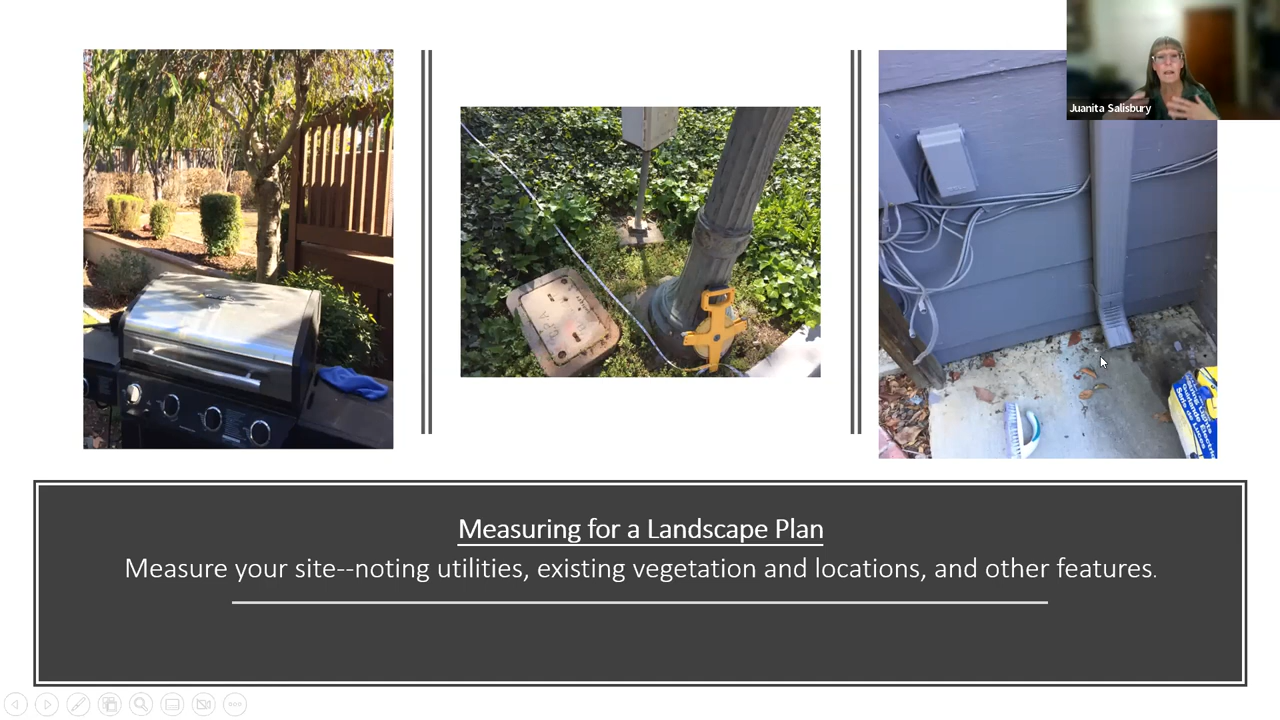 Juanita Salisbury
Measuring for a Landscape Plan
Measure your site--noting utilities, existing vegetation and locations, and other features.